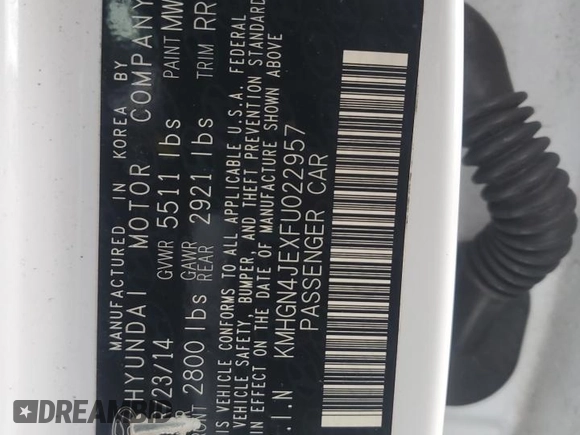 MANUFACTURED IN KOREA BY
HYUNDAI MOTOR COMPANY
23/14 GVWR 5511 lbs PAINT MW
2800 lbs GAWR REAR 2921 lbs TRIM RR
IS VEHICLE CONFORMS TO ALL APPLICABLE U.S.A. FEDERAL
VEHICLE SAFETY, BUMPER, AND THEFT PREVENTION STANDARD
IN EFFECT ON THE DATE OF MANUFACTURE SHOWN ABOVE
.I.N KMHGN4JEXFU022957
PASSENGER CAR
DREAMBID